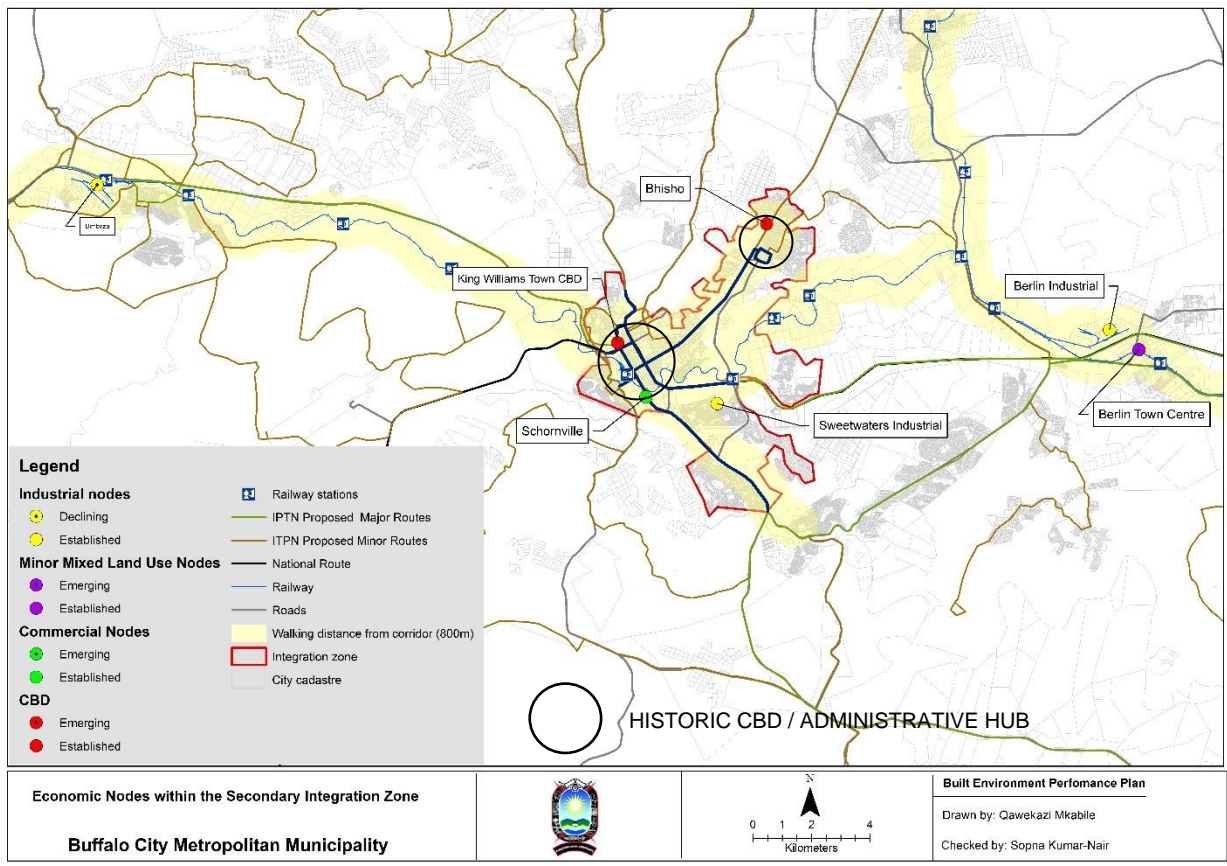 Bhisho
Dimbaza
King Williams Town CBD
Berlin Industrial
Berlin Town Centre
Sweetwaters Industrial
Schornville
Legend
Industrial nodes
Declining
Established
Minor Mixed Land Use Nodes
Emerging
Established
Commercial Nodes
Emerging
Established
CBD
Emerging
Established
Railway stations
IPTN Proposed Major Routes
ITPN Proposed Minor Routes
National Route
Railway
Roads
Walking distance from corridor (800m)
Integration zone
City cadastre
HISTORIC CBD / ADMINISTRATIVE HUB
Economic Nodes within the Secondary Integration Zone
Buffalo City Metropolitan Municipality
N
0 1 2 4
Kilometers
Built Environment Perfomance Plan
Drawn by: Qawekazi Mkabile
Checked by: Sopna Kumar-Nair